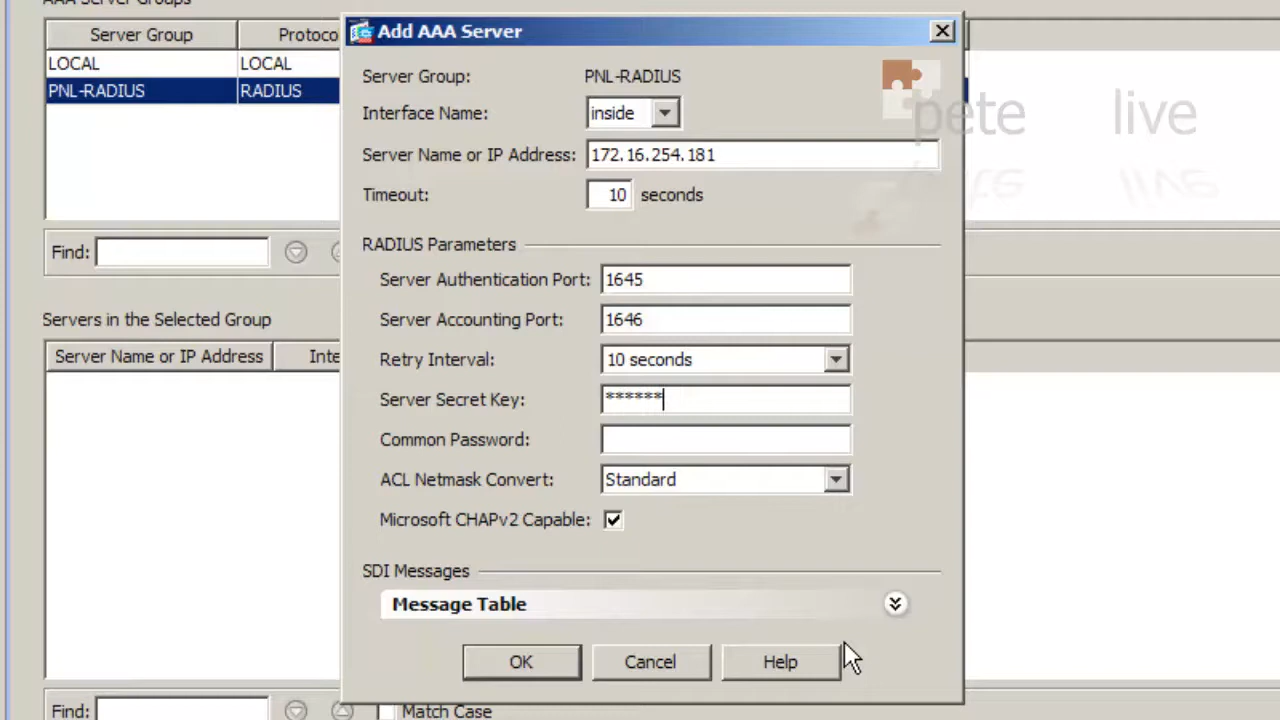 AAA Server Groups
Server Group Protoco
LOCAL LOCAL
PNL-RADIUS RADIUS
Find:
Servers in the Selected Group
Server Name or IP Address Inte
Find: Match Case
Add AAA Server
Server Group: PNL-RADIUS
Interface Name: inside
Server Name or IP Address: 172.16.254.181
Timeout: 10 seconds
RADIUS Parameters
Server Authentication Port: 1645
Server Accounting Port: 1646
Retry Interval: 10 seconds
Server Secret Key: ******
Common Password:
ACL Netmask Convert: Standard
Microsoft CHAPv2 Capable:
SDI Messages
Message Table
OK Cancel Help
pete live